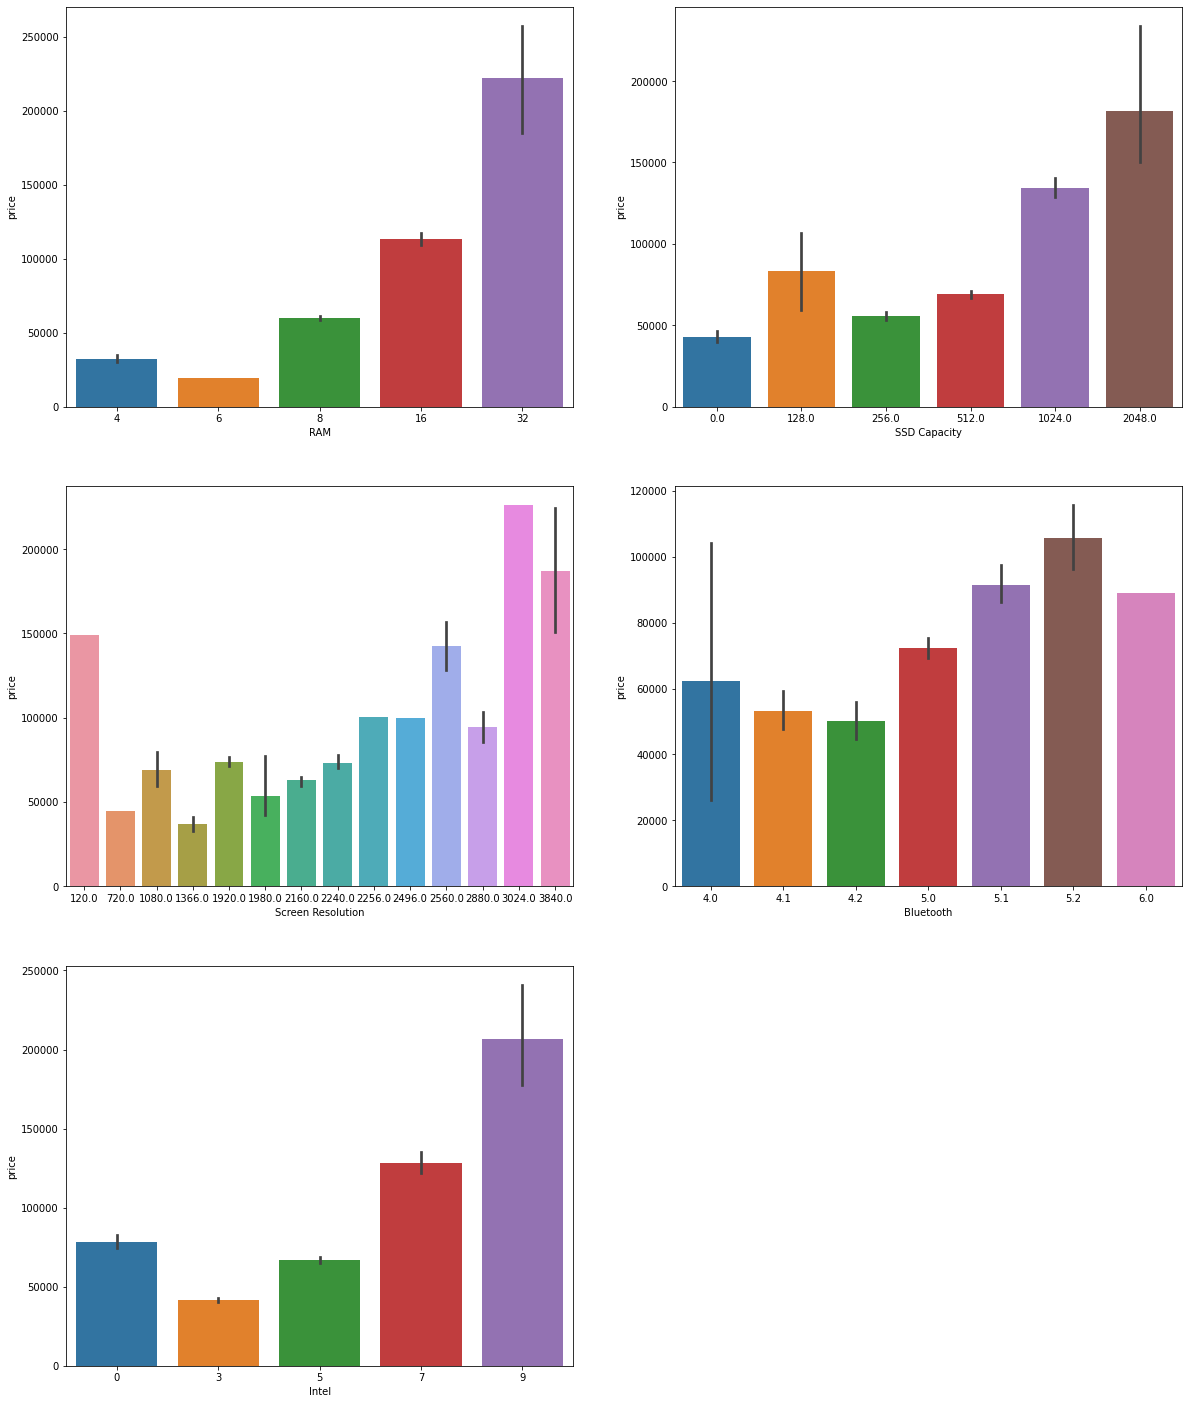 250000
200000
150000
100000
50000
0
price
4 6 8 16 32
RAM
200000
150000
100000
50000
0
price
0.0 128.0 256.0 512.0 1024.0 2048.0
SSD Capacity
200000
150000
100000
50000
0
price
120.0 720.0 1080.0 1366.0 1920.0 1980.0 2160.0 2240.0 2256.0 2496.0 2560.0 2880.0 3024.0 3840.0
Screen Resolution
120000
100000
80000
60000
40000
20000
0
price
4.0 4.1 4.2 5.0 5.1 5.2 6.0
Bluetooth
250000
200000
150000
100000
50000
0
price
0 3 5 7 9
Intel